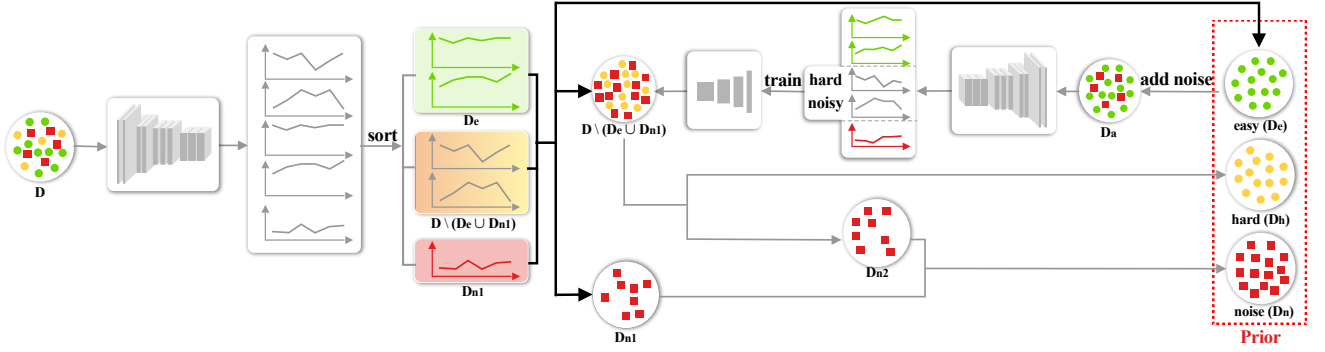 D
sort
De
D \ (De ∪ Dn1)
Dn1
D \ (De ∪ Dn1)
train
hard
noisy
Da
add noise
easy (De)
hard (Dh)
Dn2
Dn1
noise (Dn)
Prior